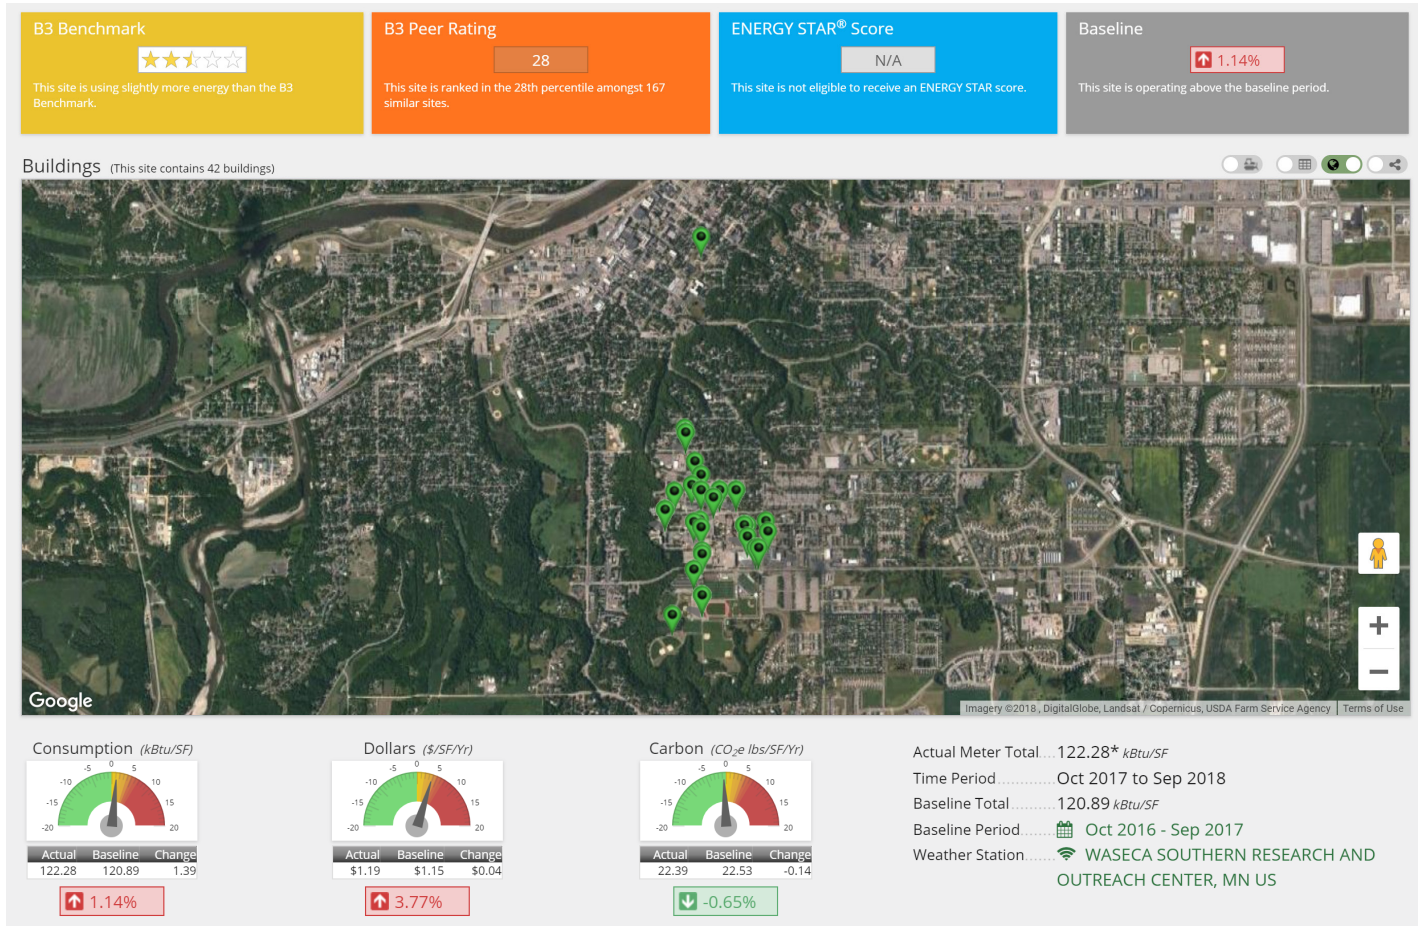 B3 Benchmark
This site is using slightly more energy than the B3
Benchmark.
B3 Peer Rating
28
This site is ranked in the 28th percentile amongst 167
similar sites.
ENERGY STAR® Score
N/A
This site is not eligible to receive an ENERGY STAR score.
Baseline
1.14%
This site is operating above the baseline period.
Buildings (This site contains 42 buildings)
Google
Imagery ©2018 , DigitalGlobe, Landsat / Copernicus, USDA Farm Service Agency
Terms of Use
Consumption (kBtu/SF)
-20 -15 -10 -5 0 5 10 15 20
Actual Baseline Change
122.28 120.89 1.39
1.14%
Dollars ($/SF/Yr)
-20 -15 -10 -5 0 5 10 15 20
Actual Baseline Change
$1.19 $1.15 $0.04
3.77%
Carbon (CO2e lbs/SF/Yr)
-20 -15 -10 -5 0 5 10 15 20
Actual Baseline Change
22.39 22.53 -0.14
-0.65%
Actual Meter Total....122.28* kBtu/SF
Time Period.............Oct 2017 to Sep 2018
Baseline Total..........120.89 kBtu/SF
Baseline Period........ Oct 2016 - Sep 2017
Weather Station....... WASECA SOUTHERN RESEARCH AND
OUTREACH CENTER, MN US